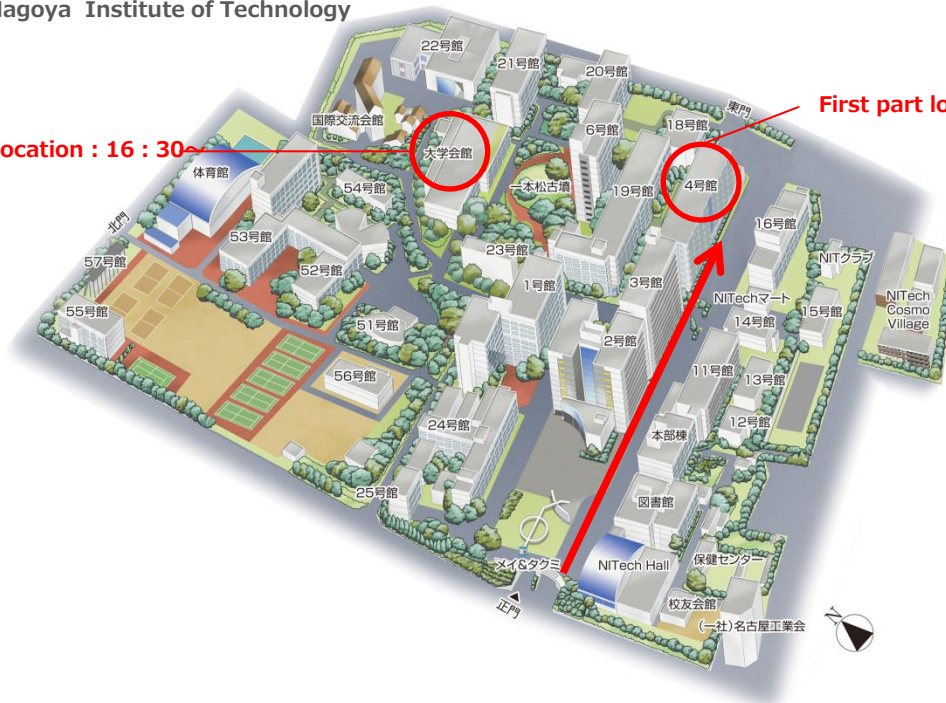 Nagoya Institute of Technology
22号館
21号館
20号館
東門
First part lo
国際交流会館
6号館
18号館
ocation : 16 : 30~
大学会館
体育館
54号館
一本松古墳
19号館
4号館
北門
53号館
16号館
23号館
52号館
57号館
1号館
3号館
NITクラブ
NITechマート
NITech
Cosmo
Village
55号館
51号館
2号館
14号館
15号館
56号館
11号館
13号館
24号館
本部棟
12号館
25号館
図書館
メイ&タクミ
NITech Hall
保健センター
正門
校友会館
(一社)名古屋工業会
N